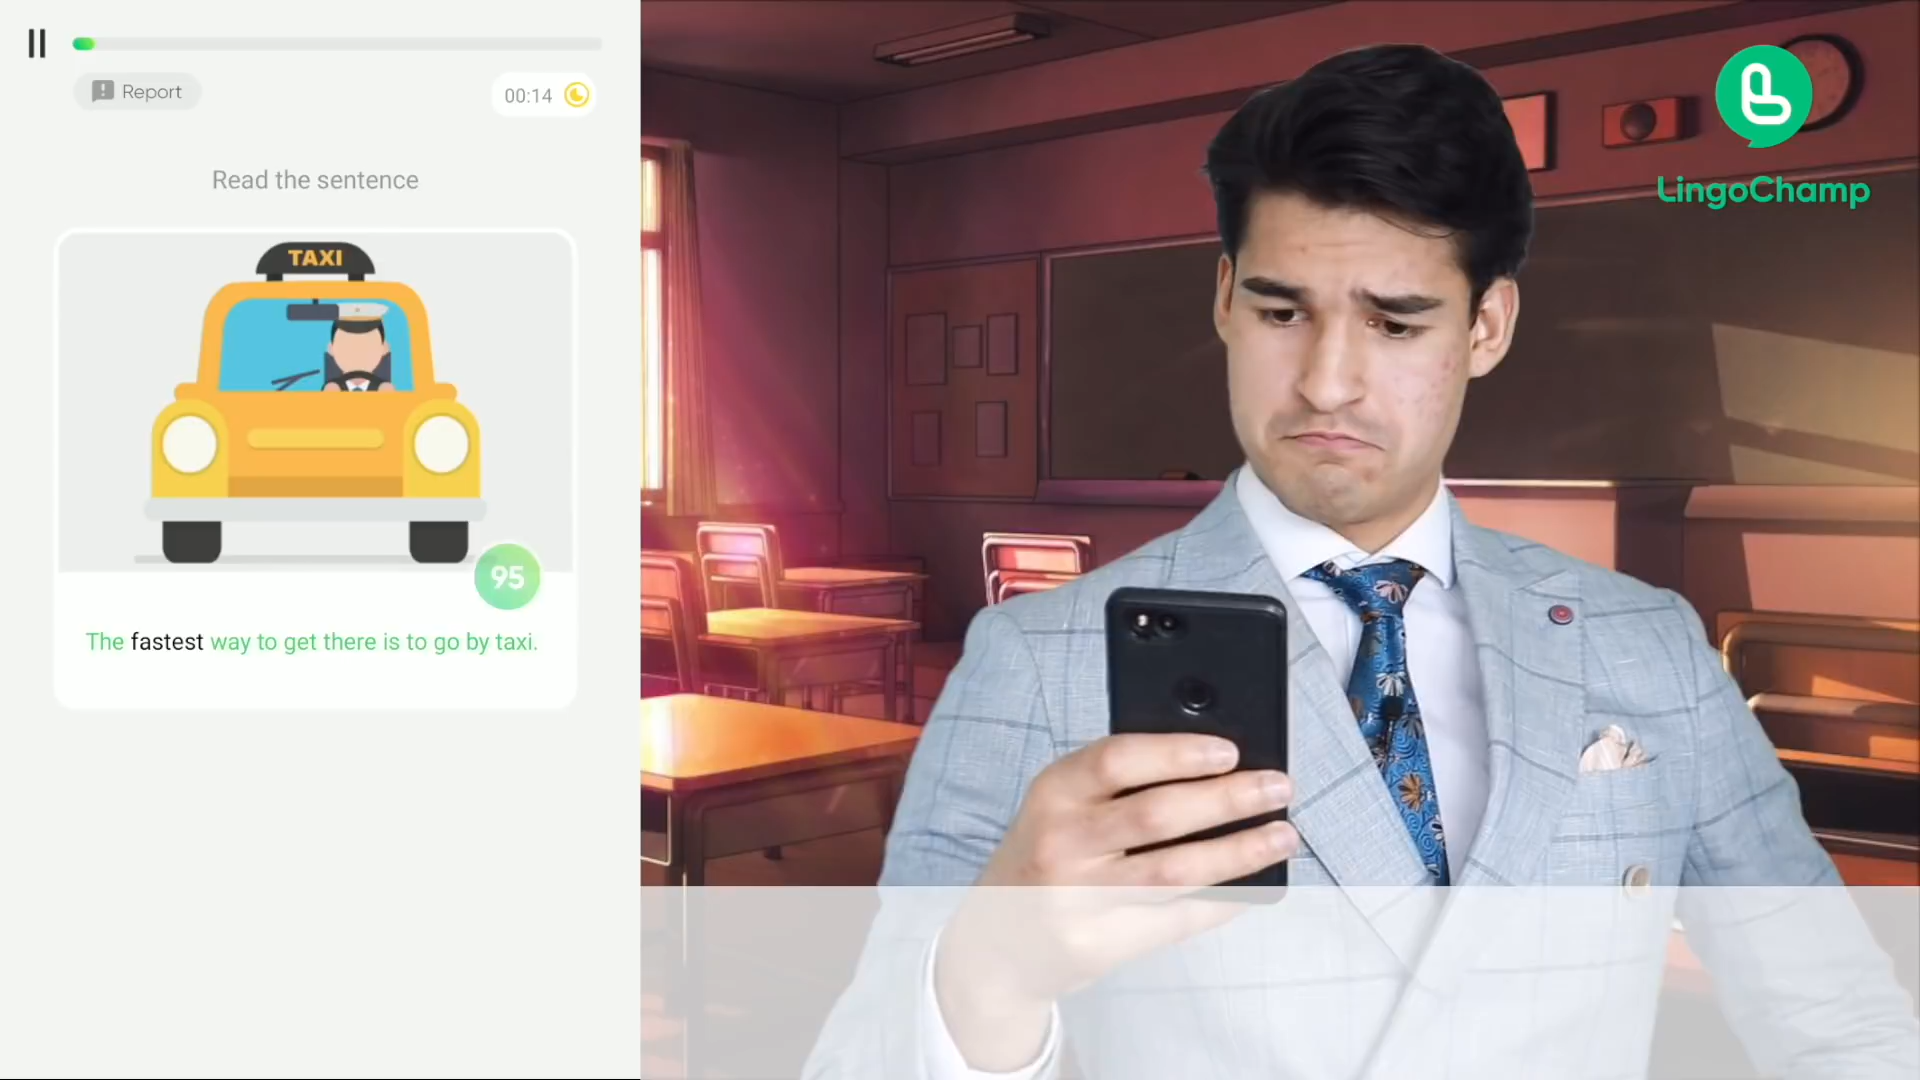 Report
00:14
Read the sentence
TAXI
95
The fastest way to get there is to go by taxi.
LingoChamp